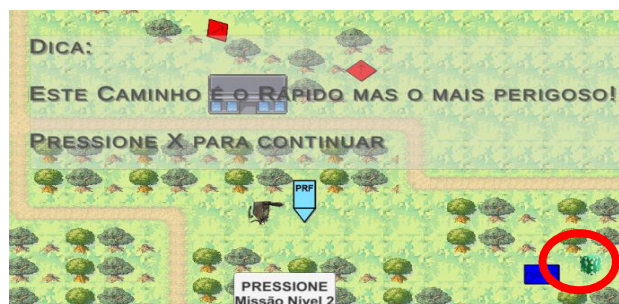 DICA:
ESTE CAMINHO É O RÁPIDO MAS O MAIS PERIGOSO!
PRESSIONE X PARA CONTINUAR
PRF
PRESSIONE
Missão Nivel 2